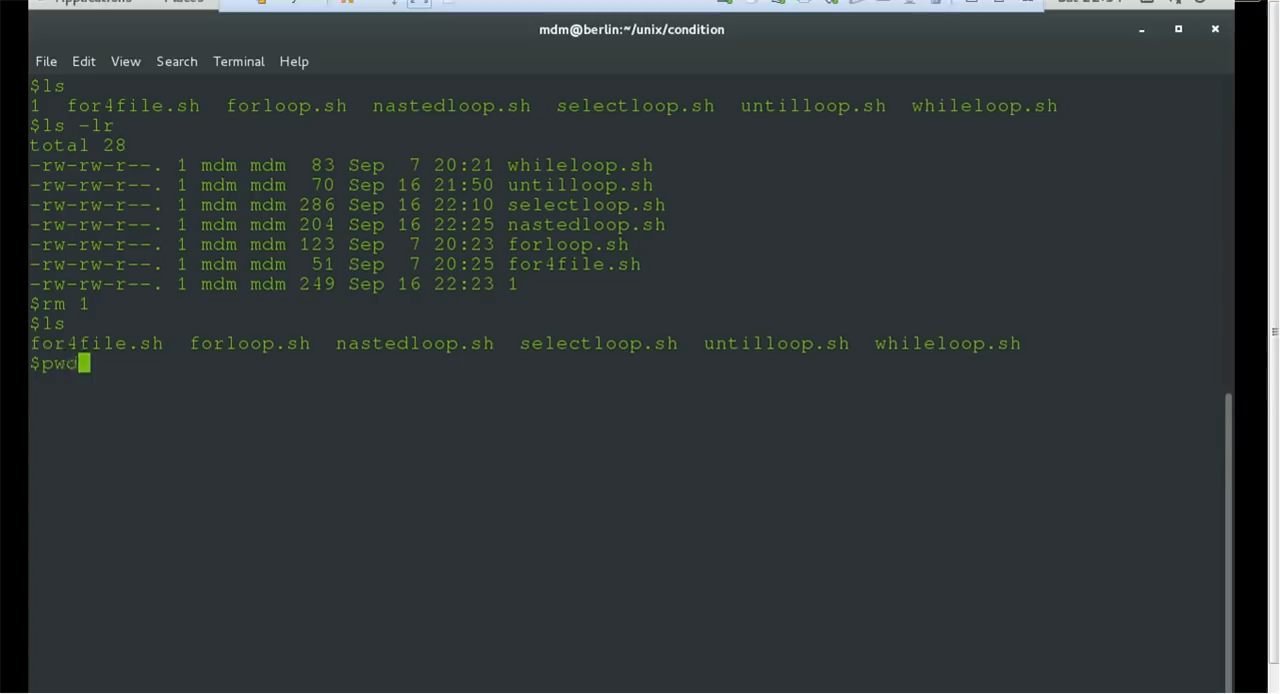 Applications Places
mdm@berlin:~/unix/condition
File Edit View Search Terminal Help
$ls
1 for4file.sh forloop.sh nastedloop.sh selectloop.sh untilloop.sh whileloop.sh
$ls -lr
total 28
-rw-rw-r--. 1 mdm mdm 83 Sep 7 20:21 whileloop.sh
-rw-rw-r--. 1 mdm mdm 70 Sep 16 21:50 untilloop.sh
-rw-rw-r--. 1 mdm mdm 286 Sep 16 22:10 selectloop.sh
-rw-rw-r--. 1 mdm mdm 204 Sep 16 22:25 nastedloop.sh
-rw-rw-r--. 1 mdm mdm 123 Sep 7 20:23 forloop.sh
-rw-rw-r--. 1 mdm mdm 51 Sep 7 20:25 for4file.sh
-rw-rw-r--. 1 mdm mdm 249 Sep 16 22:23 1
$rm 1
$ls
for4file.sh forloop.sh nastedloop.sh selectloop.sh untilloop.sh whileloop.sh
$pwd